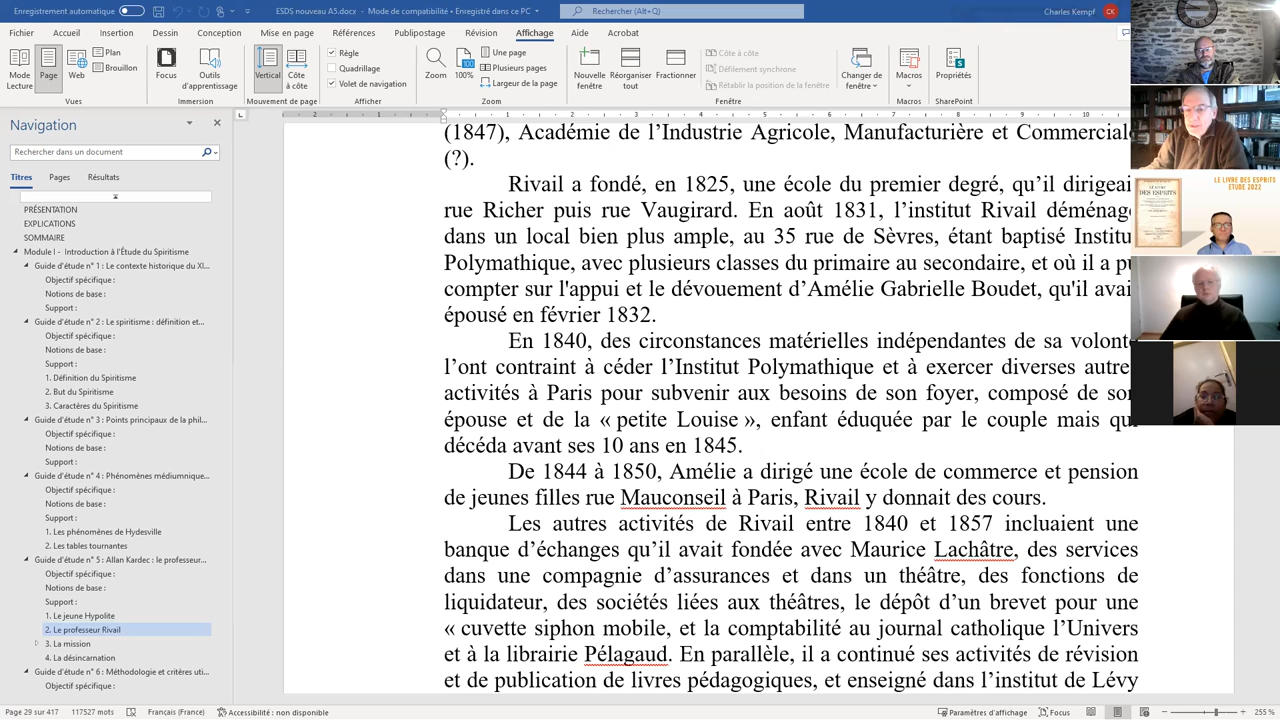 Enregistrement automatique
ESDS nouveau A5.docx - Mode de compatibilité • Enregistré dans ce PC
Rechercher (Alt+Q)
Charles Kempf
CK
Fichier Accueil Insertion Dessin Conception Mise en page Références Publipostage Révision Affichage Aide Acrobat
Mode Lecture
Page
Web
Plan
Brouillon
Vues
Focus
Outils d'apprentissage
Immersion
Vertical
Côte à côte
Mouvement de page
Règle
Quadrillage
Volet de navigation
Afficher
Zoom
100%
Une page
Plusieurs pages
Largeur de la page
Zoom
Nouvelle fenêtre
Réorganiser tout
Fractionner
Côte à côte
Défilement synchrone
Rétablir la position de la fenêtre
Fenêtre
Changer de fenêtre
Macros
Macros
Propriétés
SharePoint
Navigation
Rechercher dans un document
Titres Pages Résultats
PRÉSENTATION
EXPLICATIONS
SOMMAIRE
Module I - Introduction à l'Étude du Spiritisme
Guide d'étude n° 1 : Le contexte historique du XI...
Objectif spécifique :
Notions de base :
Support :
Guide d'étude n° 2 : Le spiritisme : définition et...
Objectif spécifique :
Notions de base :
Support :
1. Définition du Spiritisme
2. But du Spiritisme
3. Caractères du Spiritisme
Guide d'étude n° 3 : Points principaux de la phil...
Objectif spécifique :
Notions de base :
Support :
Guide d'étude n° 4 : Phénomènes médiumnique...
Objectif spécifique :
Notions de base :
Support :
1. Les phénomènes de Hydesville
2. Les tables tournantes
Guide d'étude n° 5 : Allan Kardec : le professeur...
Objectif spécifique :
Notions de base :
Support :
1. Le jeune Hypolite
2. Le professeur Rivail
3. La mission
4. La désincarnation
Guide d'étude n° 6 : Méthodologie et critères uti...
Objectif spécifique :
2 1 1 2 3 4 5 6 7 8 9 10
(1847), Académie de l'Industrie Agricole, Manufacturière et Commerciale
(?).
Rivail a fondé, en 1825, une école du premier degré, qu'il dirigeai
rue Richer puis rue Vaugirard. En août 1831, l'institut Rivail déménage
dans un local bien plus ample, au 35 rue de Sèvres, étant baptisé Institu
Polymathique, avec plusieurs classes du primaire au secondaire, et où il a p
compter sur l'appui et le dévouement d'Amélie Gabrielle Boudet, qu'il avai
épousé en février 1832.
En 1840, des circonstances matérielles indépendantes de sa volonté
l'ont contraint à céder l'Institut Polymathique et à exercer diverses autre
activités à Paris pour subvenir aux besoins de son foyer, composé de son
épouse et de la « petite Louise », enfant éduquée par le couple mais qu
décéda avant ses 10 ans en 1845.
De 1844 à 1850, Amélie a dirigé une école de commerce et pension
de jeunes filles rue Mauconseil à Paris, Rivail y donnait des cours.
Les autres activités de Rivail entre 1840 et 1857 incluaient une
banque d'échanges qu'il avait fondée avec Maurice Lachâtre, des services
dans une compagnie d'assurances et dans un théâtre, des fonctions de
liquidateur, des sociétés liées aux théâtres, le dépôt d'un brevet pour une
« cuvette siphon mobile, et la comptabilité au journal catholique l'Univers
et à la librairie Pélagaud. En parallèle, il a continué ses activités de révision
et de publication de livres pédagogiques, et enseigné dans l'institut de Lévy
LE LIVRE DES ESPRITS
ETUDE 2022
DES ESPRITS
Page 29 sur 417 117527 mots Français (France) Accessibilité : non disponible
Paramètres d'affichage Focus 255 %